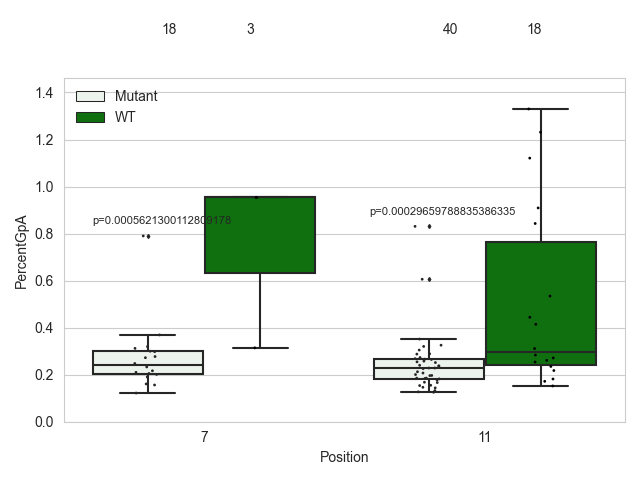 18 3 40 18
1.4
1.2
1.0
0.8
0.6
0.4
0.2
0.0
PercentGpA
Mutant
WT
p=0.0005621300112809178
p=0.00029659788835386335
7 11
Position